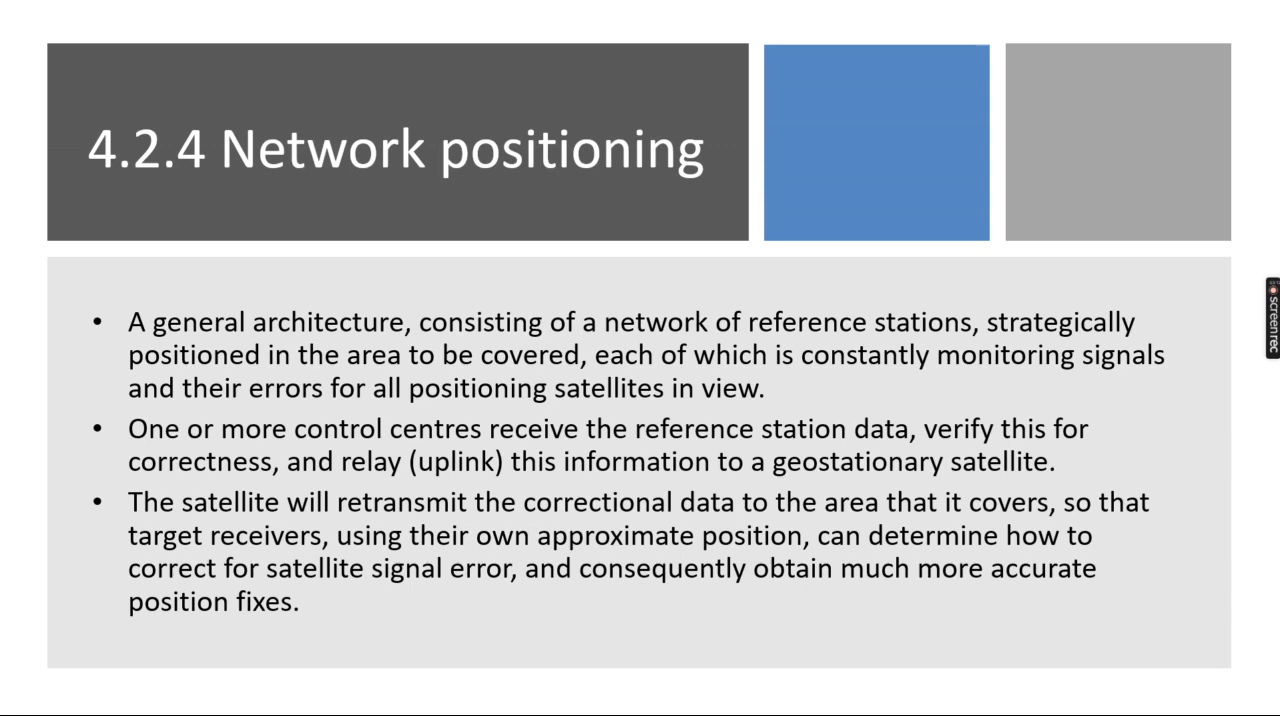 4.2.4 Network positioning
• A general architecture, consisting of a network of reference stations, strategically
positioned in the area to be covered, each of which is constantly monitoring signals
and their errors for all positioning satellites in view.
• One or more control centres receive the reference station data, verify this for
correctness, and relay (uplink) this information to a geostationary satellite.
• The satellite will retransmit the correctional data to the area that it covers, so that
target receivers, using their own approximate position, can determine how to
correct for satellite signal error, and consequently obtain much more accurate
position fixes.
screenrec